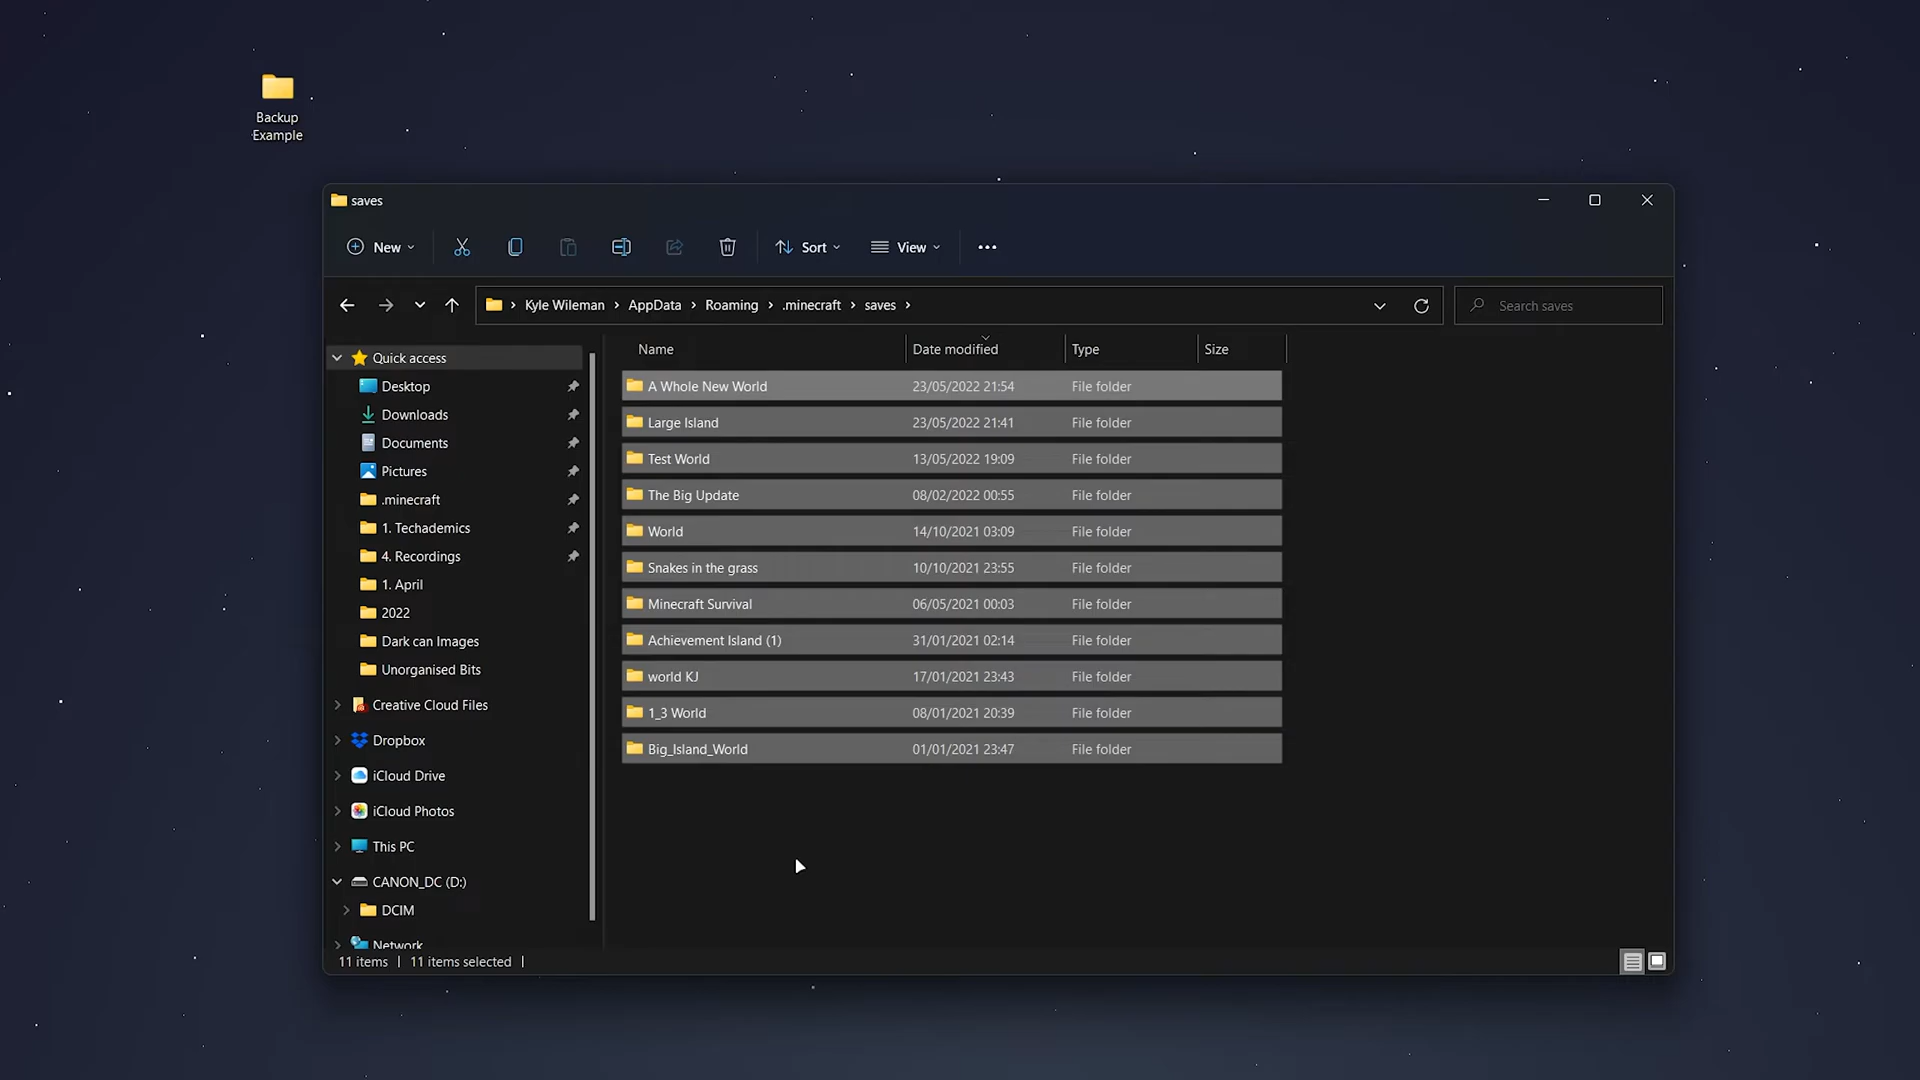 Backup
Example
saves
New
Sort
View
Kyle Wileman
AppData
Roaming
.minecraft
saves
Search saves
Name
Date modified
Type
Size
Quick access
Desktop
Downloads
Documents
Pictures
.minecraft
1. Techademics
4. Recordings
1. April
2022
Dark can Images
Unorganised Bits
Creative Cloud Files
Dropbox
iCloud Drive
iCloud Photos
This PC
CANON_DC (D:)
DCIM
Network
A Whole New World 23/05/2022 21:54 File folder
Large Island 23/05/2022 21:41 File folder
Test World 13/05/2022 19:09 File folder
The Big Update 08/02/2022 00:55 File folder
World 14/10/2021 03:09 File folder
Snakes in the grass 10/10/2021 23:55 File folder
Minecraft Survival 06/05/2021 00:03 File folder
Achievement Island (1) 31/01/2021 02:14 File folder
world KJ 17/01/2021 23:43 File folder
1_3 World 08/01/2021 20:39 File folder
Big_Island_World 01/01/2021 23:47 File folder
11 items | 11 items selected |